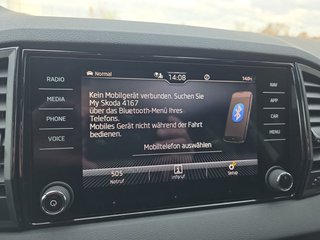 Normal
14:08
14.0°C
RADIO
MEDIA
PHONE
VOICE
Kein Mobilgerät verbunden. Suchen Sie
My Skoda 4167
über das Bluetooth-Menü Ihres
Telefons.
Mobiles Gerät nicht während der Fahrt
bedienen.
Mobiltelefon auswählen
SOS
Notruf
Inforuf
Setup
NAV
APP
CAR
MENU